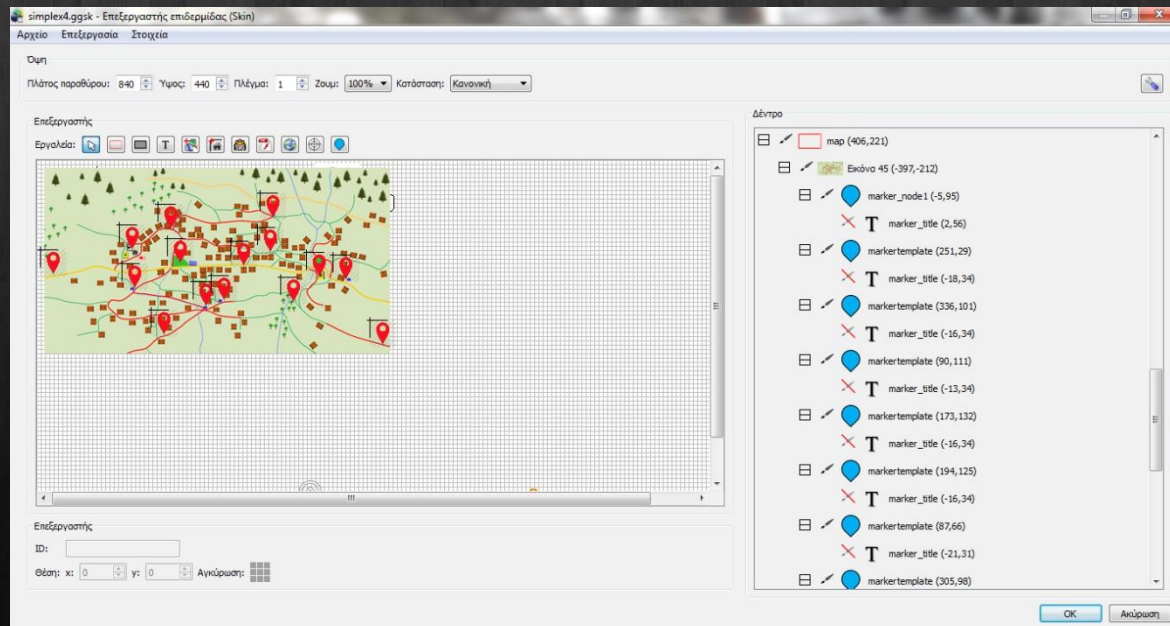 simplex4.ggsk - Επεξεργαστής επιδερμίδας (Skin)
Αρχείο Επεξεργασία Στοιχεία
Όψη
Πλάτος παραθύρου: 840 Ύψος: 440 Πλέγμα: 1 Ζουμ: 100% Κατάσταση: Κανονική
Επεξεργαστής
Εργαλεία: T
Δέντρο
map (406,221)
Εικόνα 45 (-397,-212)
marker_node1 (-5,95)
T marker_title (2,56)
markertemplate (251,29)
T marker_title (-18,34)
markertemplate (336,101)
T marker_title (-16,34)
markertemplate (90,111)
T marker_title (-13,34)
markertemplate (173,132)
T marker_title (-16,34)
markertemplate (194,125)
T marker_title (-16,34)
markertemplate (87,66)
T marker_title (-21,31)
markertemplate (305,98)
Επεξεργαστής
ID:
Θέση: x: 0 y: 0 Αγκύρωση:
OK Ακύρωση